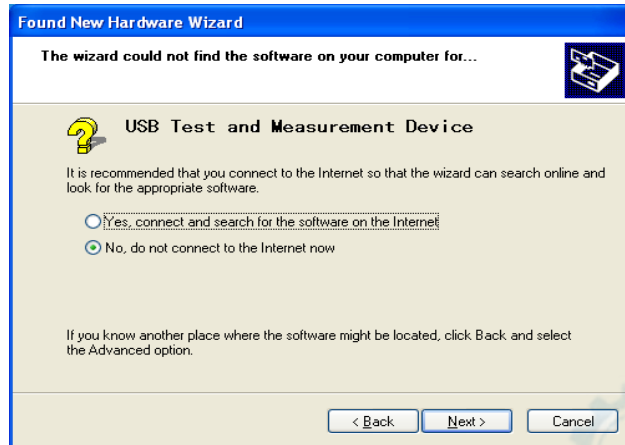 Found New Hardware Wizard
The wizard could not find the software on your computer for...
USB Test and Measurement Device
It is recommended that you connect to the Internet so that the wizard can search online and
look for the appropriate software.
Yes, connect and search for the software on the Internet
No, do not connect to the Internet now
If you know another place where the software might be located, click Back and select
the Advanced option.
< Back
Next >
Cancel